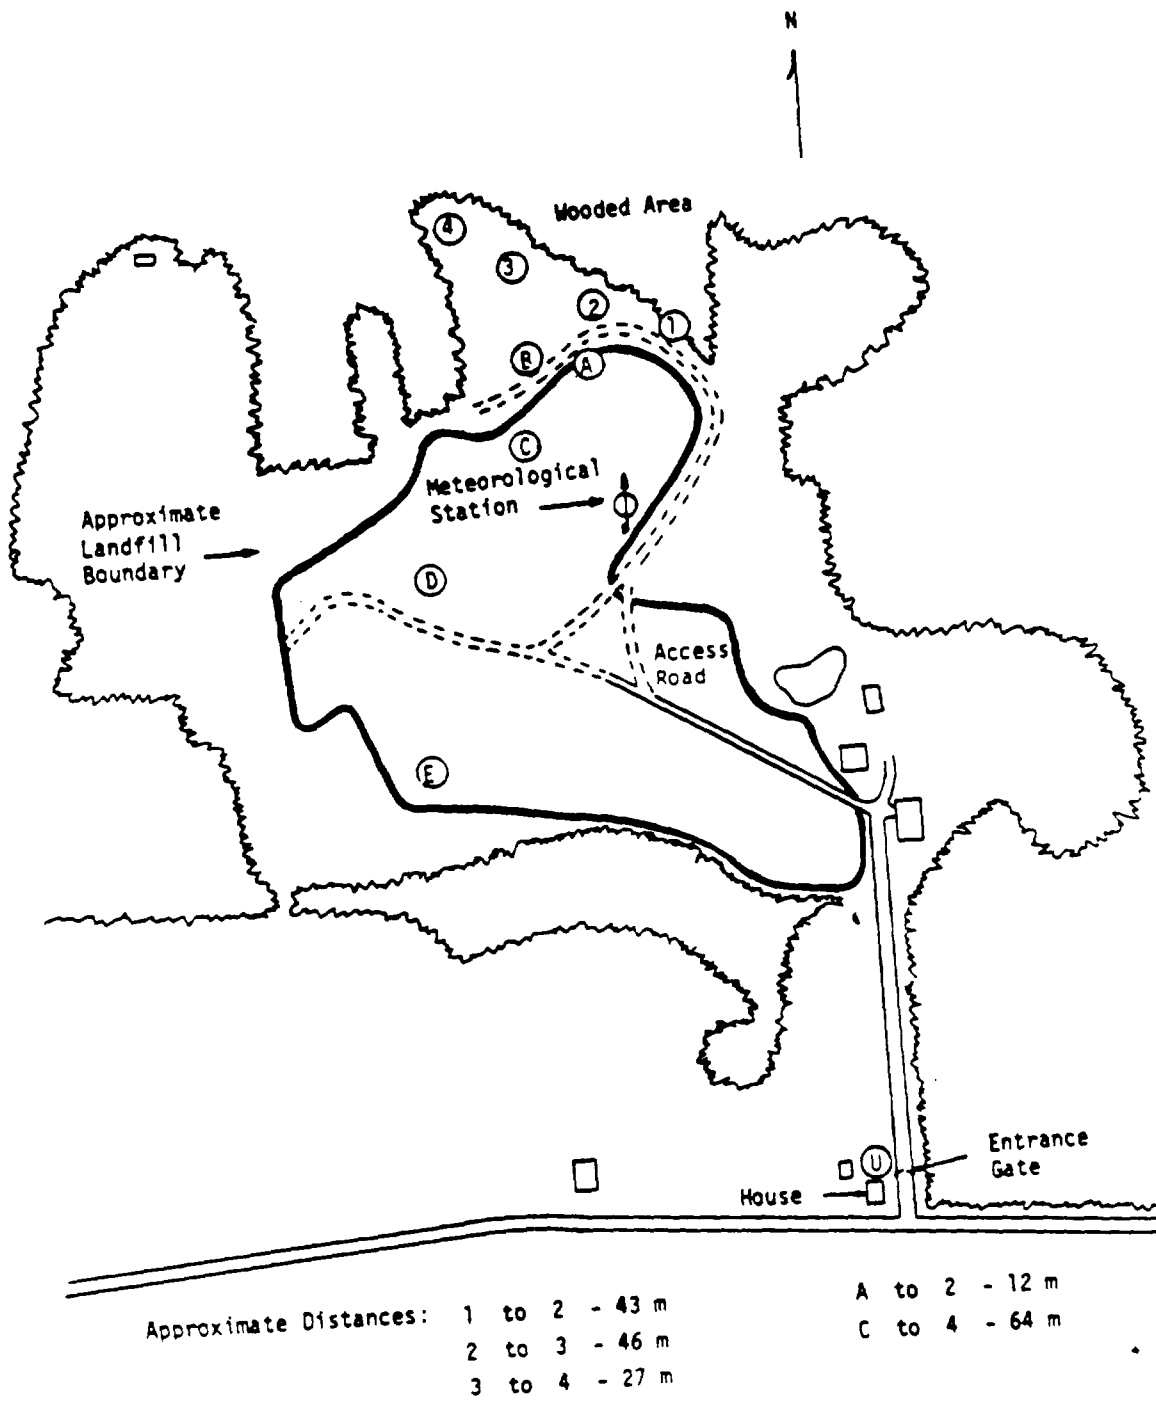 N
Wooded Area
4
3
2
1
B
A
C
Meteorological
Station
Approximate
Landfill
Boundary
D
Access
Road
E
Entrance
Gate
U
House
Approximate Distances: 1 to 2 - 43 m
2 to 3 - 46 m
3 to 4 - 27 m
A to 2 - 12 m
C to 4 - 64 m